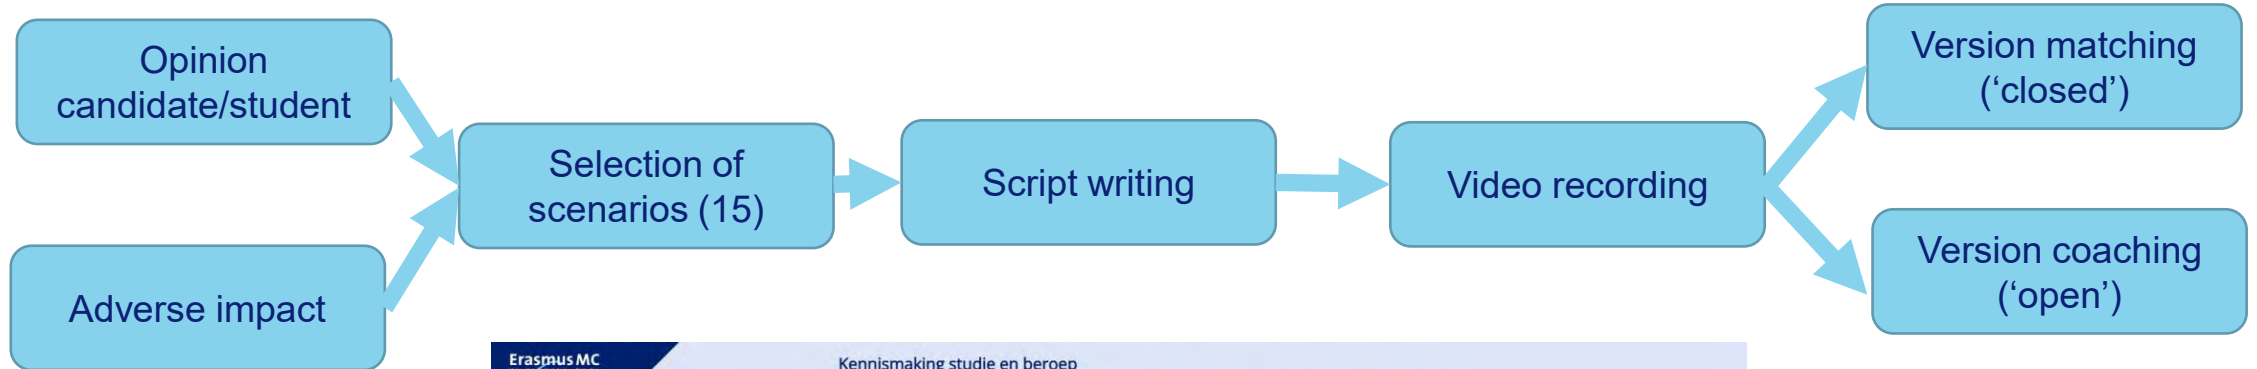 Opinion
candidate/student
Adverse impact
Selection of
scenarios (15)
Script writing
Video recording
Version matching
(‘closed’)
Version coaching
(‘open’)
Erasmus MC
Kennismaking studie en beroep